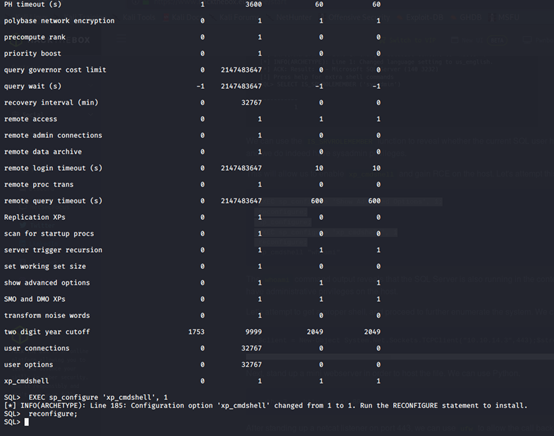 PH timeout (s) 1 3600 60 60
polybase network encryption 0 1 1 1
precompute rank 0 1 0 0
priority boost 0 1 0 0
query governor cost limit 0 2147483647 0 0
query wait (s) -1 2147483647 -1 -1
recovery interval (min) 0 32767 0 0
remote access 0 1 1 1
remote admin connections 0 1 0 0
remote data archive 0 1 0 0
remote login timeout (s) 0 2147483647 10 10
remote proc trans 0 1 0 0
remote query timeout (s) 0 2147483647 600 600
Replication XPs 0 1 0 0
scan for startup procs 0 1 0 0
server trigger recursion 0 1 1 1
set working set size 0 1 0 0
show advanced options 0 1 1 1
SMO and DMO XPs 0 1 1 1
transform noise words 0 1 0 0
two digit year cutoff 1753 9999 2049 2049
user connections 0 32767 0 0
user options 0 32767 0 0
xp_cmdshell 0 1 1 1
SQL> EXEC sp_configure 'xp_cmdshell', 1
[*] INFO(ARCHETYPE): Line 185: Configuration option 'xp_cmdshell' changed from 1 to 1. Run the RECONFIGURE statement to install.
SQL> reconfigure;
SQL>